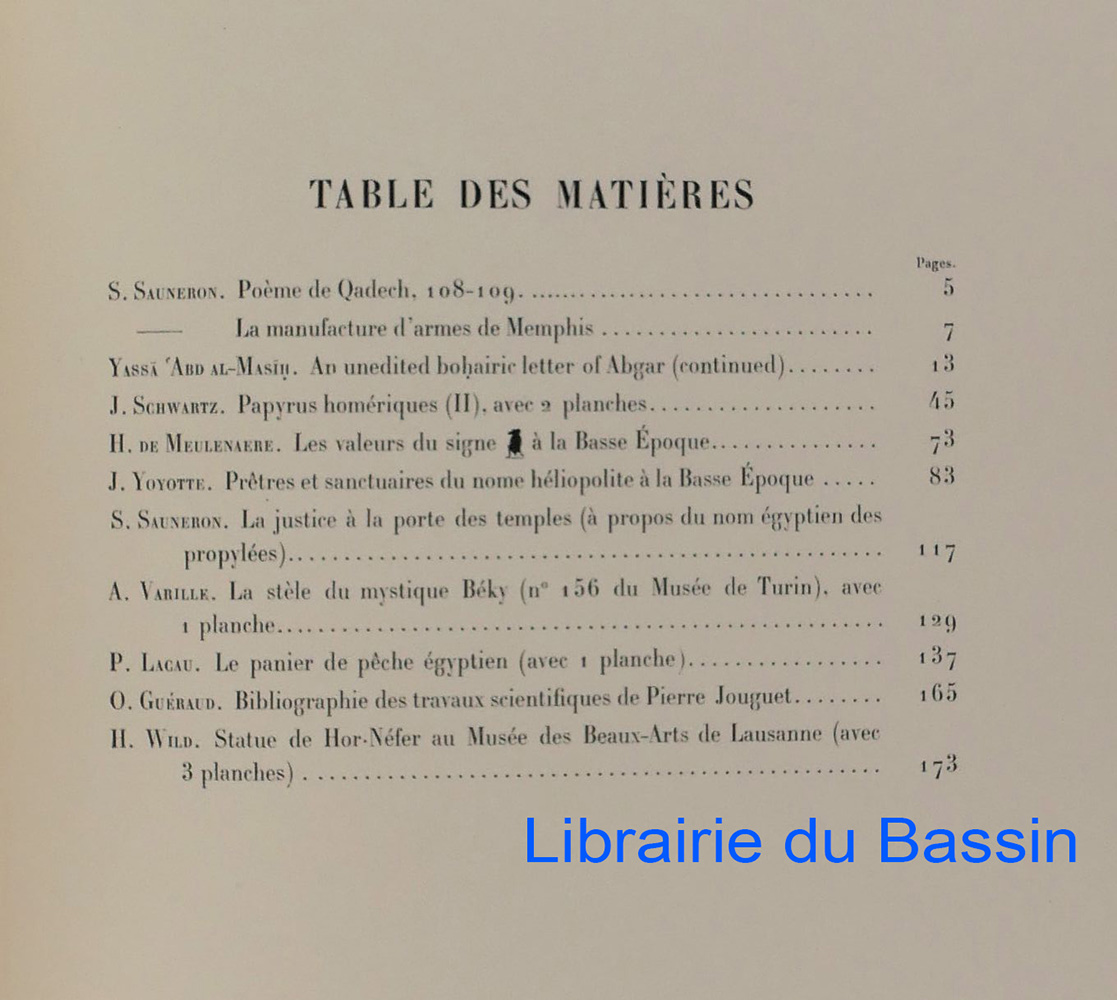 TABLE DES MATIÈRES
Pages.
S. Sauneron. Poème de Qadech, 108-109. .................................. 5
—— La manufacture d'armes de Memphis ......................... 7
Yassā ʿAbd al-Masīḥ. An unedited boḥairic letter of Abgar (continued)........ 13
J. Schwartz. Papyrus homériques (II), avec 2 planches.................... 45
H. de Meulenaere. Les valeurs du signe à la Basse Époque............... 73
J. Yoyotte. Prêtres et sanctuaires du nome héliopolite à la Basse Époque ..... 83
S. Sauneron. La justice à la porte des temples (à propos du nom égyptien des
propylées)...................................................... 117
A. Varille. La stèle du mystique Béky (n° 156 du Musée de Turin), avec
1 planche....................................................... 129
P. Lacau. Le panier de pêche égyptien (avec 1 planche).................. 137
O. Guéraud. Bibliographie des travaux scientifiques de Pierre Jouguet........ 165
H. Wild. Statue de Hor-Néfer au Musée des Beaux-Arts de Lausanne (avec
3 planches) ..................................................... 173
Librairie du Bassin